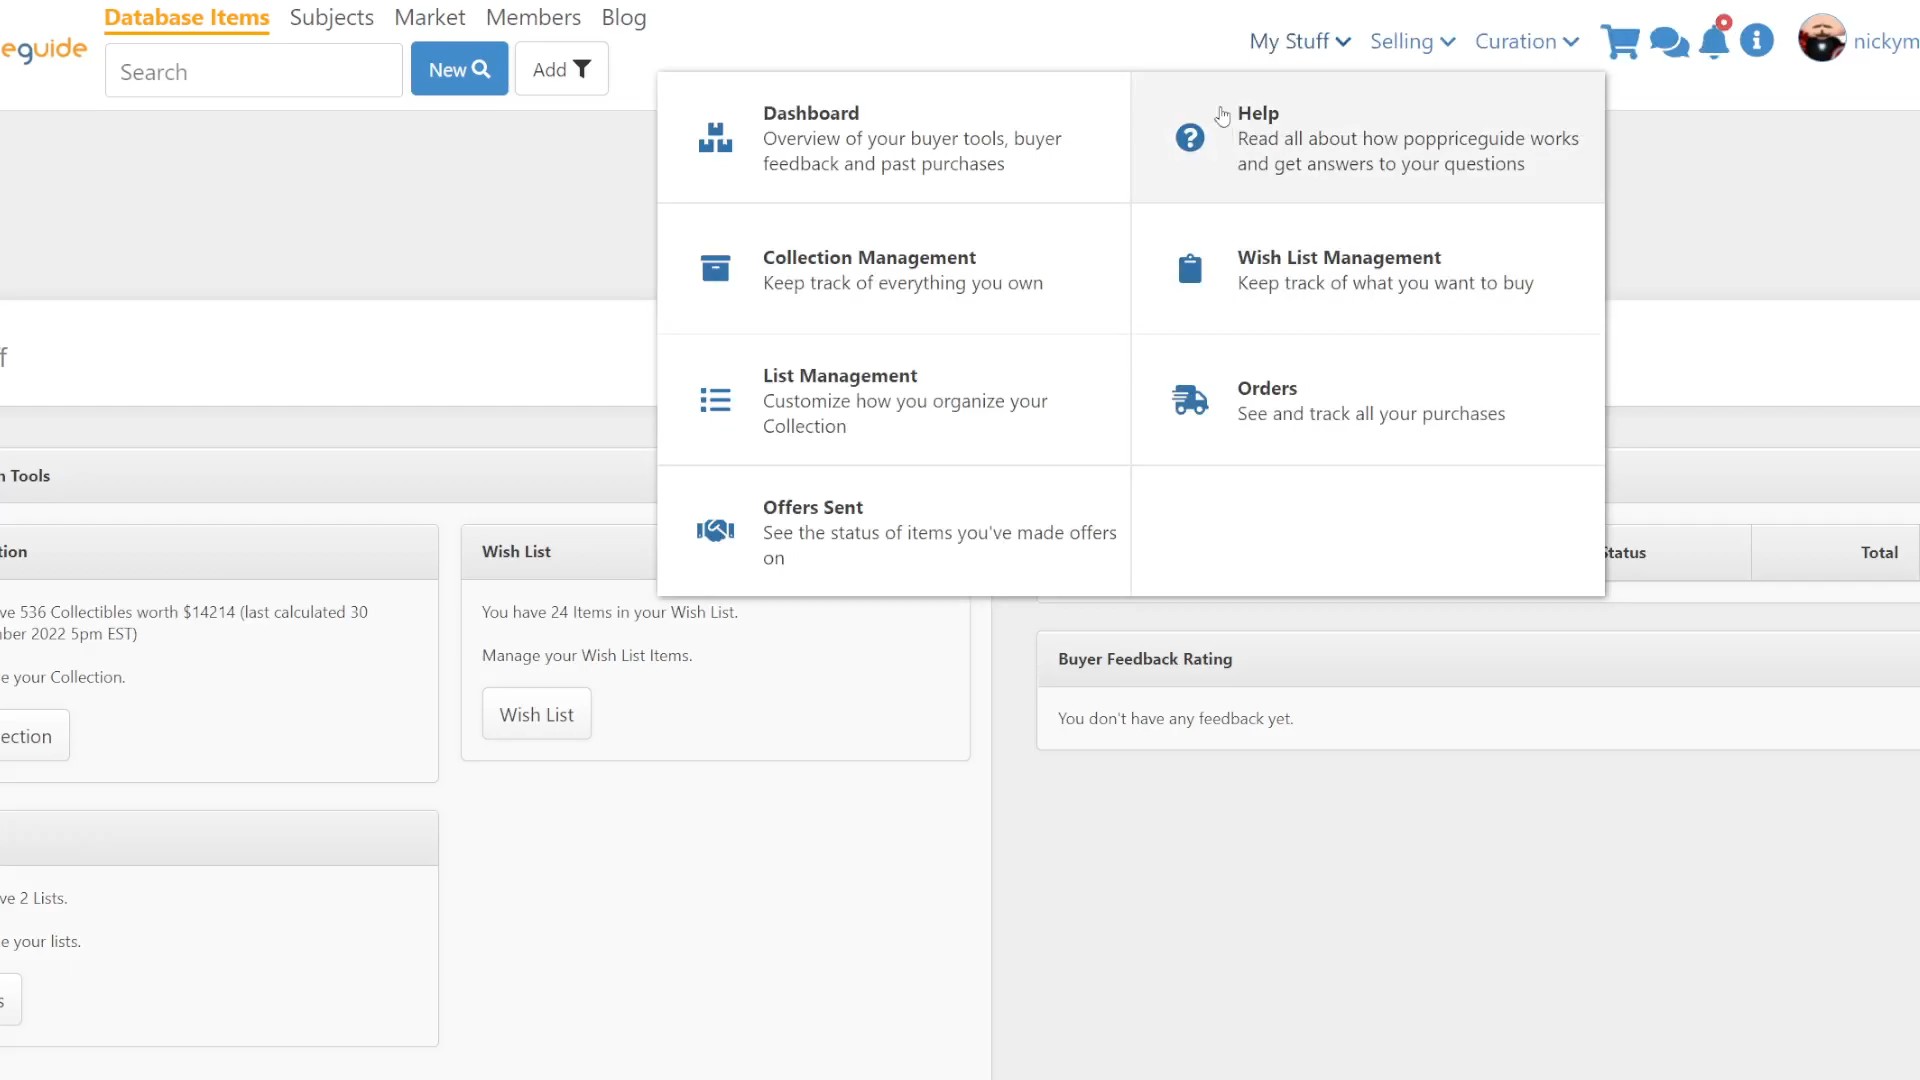 Database Items Subjects Market Members Blog
eguide
Search
New
Add
My Stuff Selling Curation
nickym
Dashboard
Overview of your buyer tools, buyer
feedback and past purchases
Help
Read all about how poppriceguide works
and get answers to your questions
Collection Management
Keep track of everything you own
Wish List Management
Keep track of what you want to buy
List Management
Customize how you organize your
Collection
Orders
See and track all your purchases
Offers Sent
See the status of items you've made offers
on
f
n Tools
tion
ve 536 Collectibles worth $14214 (last calculated 30
ber 2022 5pm EST)
e your Collection.
ection
Wish List
You have 24 Items in your Wish List.
Manage your Wish List Items.
Wish List
Status
Total
Buyer Feedback Rating
You don't have any feedback yet.
ve 2 Lists.
e your lists.
s